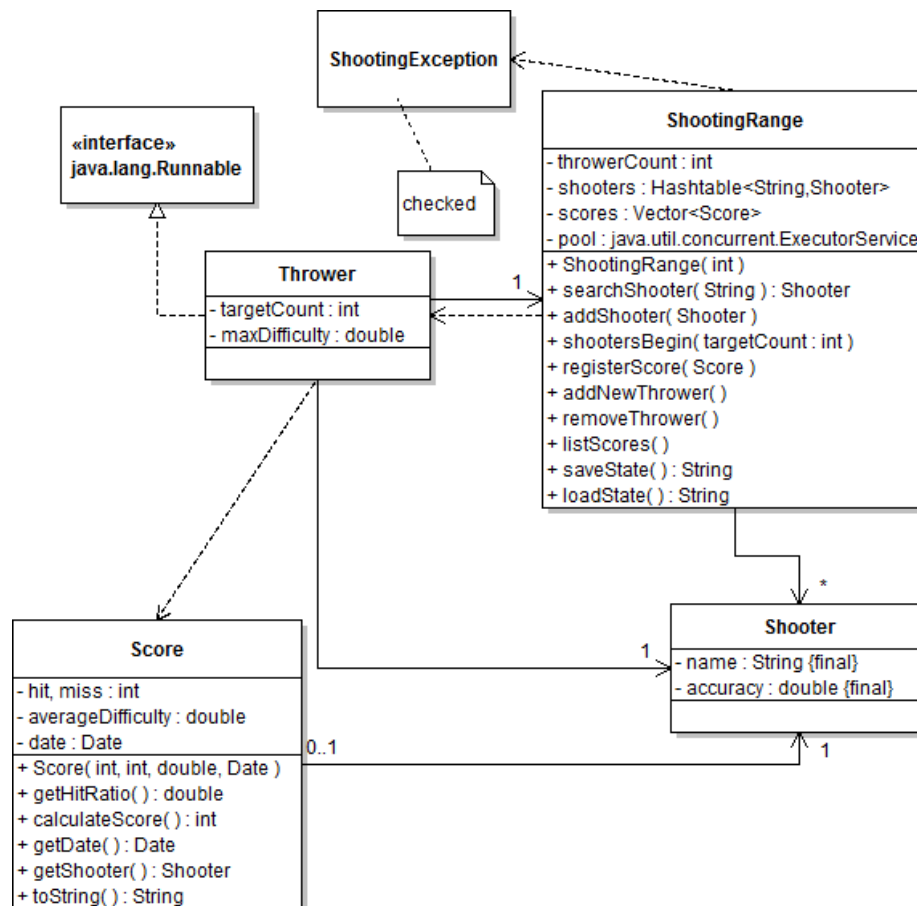 ShootingException
«interface»
java.lang.Runnable
checked
ShootingRange
- throwerCount : int
- shooters : Hashtable<String,Shooter>
- scores : Vector<Score>
- pool : java.util.concurrent.ExecutorService
+ ShootingRange( int )
+ searchShooter( String ) : Shooter
+ addShooter( Shooter )
+ shootersBegin( targetCount : int )
+ registerScore( Score )
+ addNewThrower( )
+ removeThrower( )
+ listScores( )
+ saveState( ) : String
+ loadState( ) : String
Thrower
- targetCount : int
- maxDifficulty : double
1
*
Score
- hit, miss : int
- averageDifficulty : double
- date : Date
+ Score( int, int, double, Date )
+ getHitRatio( ) : double
+ calculateScore( ) : int
+ getDate( ) : Date
+ getShooter( ) : Shooter
+ toString( ) : String
0..1
1
1
Shooter
- name : String {final}
- accuracy : double {final}